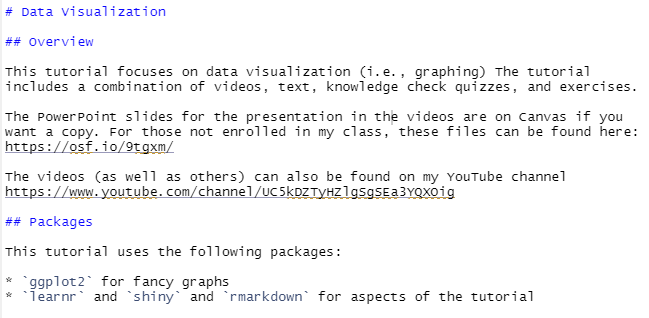 # Data Visualization
## Overview
This tutorial focuses on data visualization (i.e., graphing) The tutorial
includes a combination of videos, text, knowledge check quizzes, and exercises.
The PowerPoint slides for the presentation in the videos are on Canvas if you
want a copy. For those not enrolled in my class, these files can be found here:
https://osf.io/9tgxm/
The videos (as well as others) can also be found on my YouTube channel
https://www.youtube.com/channel/UC5kDZTyHZlgSgSEa3YQXOig
## Packages
This tutorial uses the following packages:
* `ggplot2` for fancy graphs
* `learnr` and `shiny` and `rmarkdown` for aspects of the tutorial